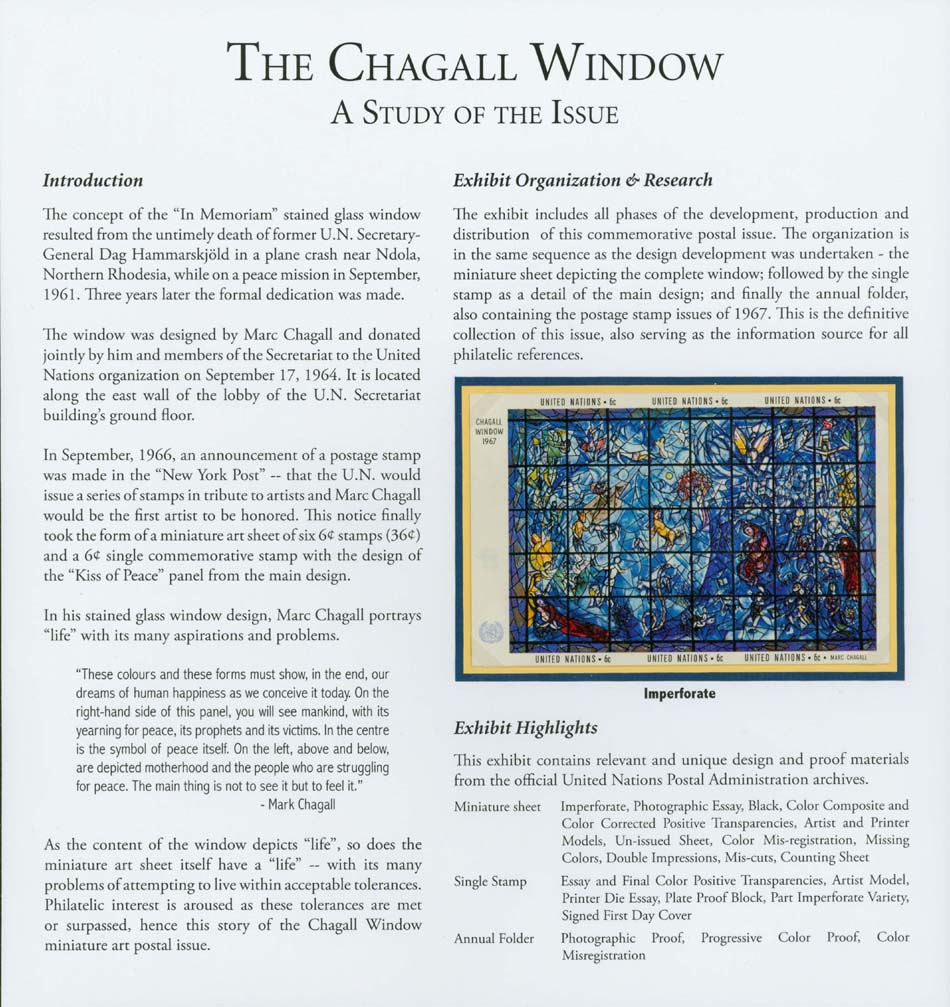 THE CHAGALL WINDOW
A STUDY OF THE ISSUE
Introduction
The concept of the “In Memoriam” stained glass window
resulted from the untimely death of former U.N. Secretary-
General Dag Hammarskjöld in a plane crash near Ndola,
Northern Rhodesia, while on a peace mission in September,
1961. Three years later the formal dedication was made.
The window was designed by Marc Chagall and donated
jointly by him and members of the Secretariat to the United
Nations organization on September 17, 1964. It is located
along the east wall of the lobby of the U.N. Secretariat
building’s ground floor.
In September, 1966, an announcement of a postage stamp
was made in the “New York Post” -- that the U.N. would
issue a series of stamps in tribute to artists and Marc Chagall
would be the first artist to be honored. This notice finally
took the form of a miniature art sheet of six 6¢ stamps (36¢)
and a 6¢ single commemorative stamp with the design of
the “Kiss of Peace” panel from the main design.
In his stained glass window design, Marc Chagall portrays
“life” with its many aspirations and problems.
“These colours and these forms must show, in the end, our
dreams of human happiness as we conceive it today. On the
right-hand side of this panel, you will see mankind, with its
yearning for peace, its prophets and its victims. In the centre
is the symbol of peace itself. On the left, above and below,
are depicted motherhood and the people who are struggling
for peace. The main thing is not to see it but to feel it.”
- Mark Chagall
As the content of the window depicts “life”, so does the
miniature art sheet itself have a “life” -- with its many
problems of attempting to live within acceptable tolerances.
Philatelic interest is aroused as these tolerances are met
or surpassed, hence this story of the Chagall Window
miniature art postal issue.
Exhibit Organization & Research
The exhibit includes all phases of the development, production and
distribution of this commemorative postal issue. The organization is
in the same sequence as the design development was undertaken - the
miniature sheet depicting the complete window; followed by the single
stamp as a detail of the main design; and finally the annual folder,
also containing the postage stamp issues of 1967. This is the definitive
collection of this issue, also serving as the information source for all
philatelic references.
UNITED NATIONS • 6c UNITED NATIONS • 6c UNITED NATIONS • 6c
CHAGALL
WINDOW
1967
UNITED NATIONS • 6c UNITED NATIONS • 6c UNITED NATIONS • 6c • MARC CHAGALL
Imperforate
Exhibit Highlights
This exhibit contains relevant and unique design and proof materials
from the official United Nations Postal Administration archives.
Miniature sheet Imperforate, Photographic Essay, Black, Color Composite and
Color Corrected Positive Transparencies, Artist and Printer
Models, Un-issued Sheet, Color Mis-registration, Missing
Colors, Double Impressions, Mis-cuts, Counting Sheet
Single Stamp Essay and Final Color Positive Transparencies, Artist Model,
Printer Die Essay, Plate Proof Block, Part Imperforate Variety,
Signed First Day Cover
Annual Folder Photographic Proof, Progressive Color Proof, Color
Misregistration